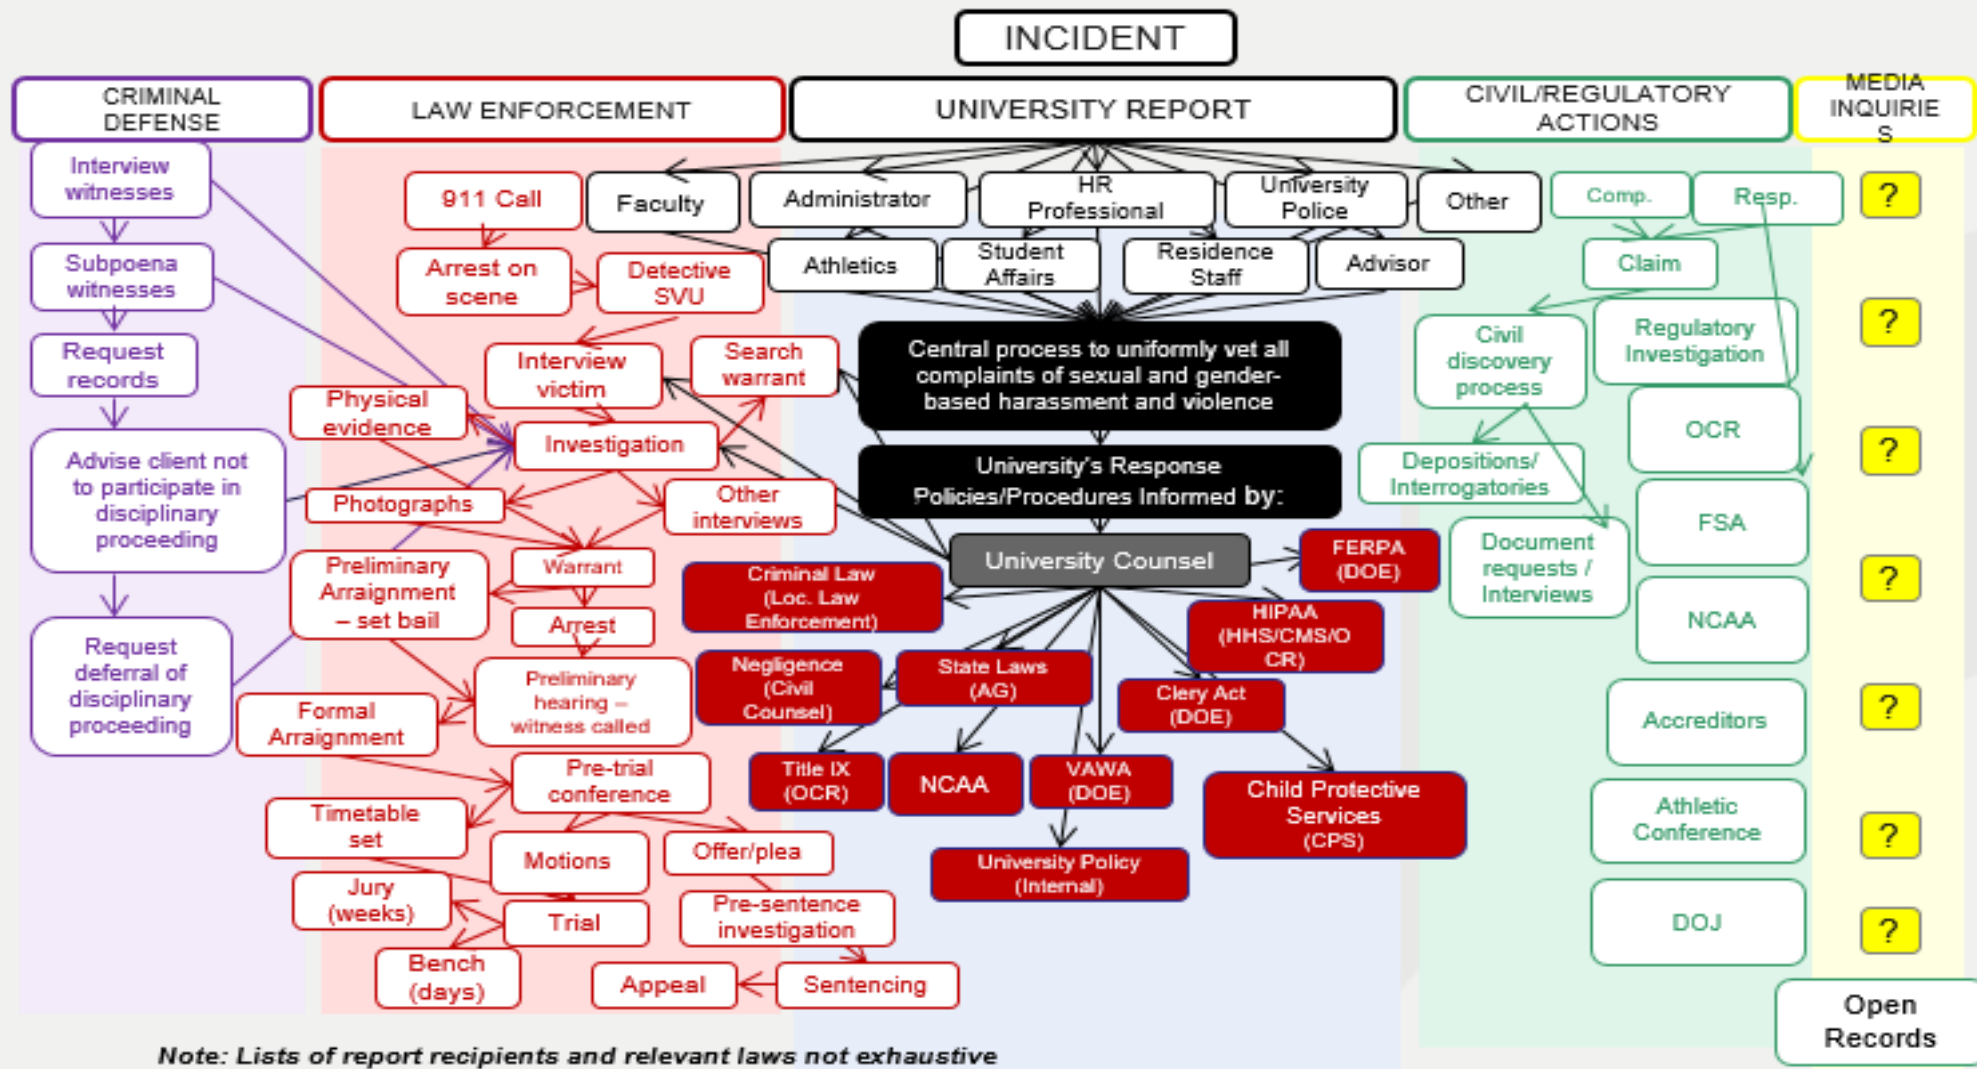 INCIDENT
CRIMINAL
DEFENSE
LAW ENFORCEMENT
UNIVERSITY REPORT
CIVIL/REGULATORY
ACTIONS
MEDIA
INQUIRIE
S
Interview
witnesses
Subpoena
witnesses
Request
records
Advise client not
to participate in
disciplinary
proceeding
Request
deferral of
disciplinary
proceeding
911 Call
Arrest on
scene
Detective
SVU
Interview
victim
Search
warrant
Physical
evidence
Investigation
Photographs
Other
interviews
Warrant
Preliminary
Arraignment
– set bail
Arrest
Preliminary
hearing –
witness called
Formal
Arraignment
Pre-trial
conference
Timetable
set
Motions
Offer/plea
Jury
(weeks)
Trial
Pre-sentence
investigation
Bench
(days)
Appeal
Sentencing
Faculty
Administrator
HR
Professional
University
Police
Other
Athletics
Student
Affairs
Residence
Staff
Advisor
Central process to uniformly vet all
complaints of sexual and gender-
based harassment and violence
University's Response
Policies/Procedures Informed by:
University Counsel
FERPA
(DOE)
Criminal Law
(Loc. Law
Enforcement)
HIPAA
(HHS/CMS/O
CR)
Negligence
(Civil
Counsel)
State Laws
(AG)
Clery Act
(DOE)
Title IX
(OCR)
NCAA
VAWA
(DOE)
Child Protective
Services
(CPS)
University Policy
(Internal)
Comp.
Resp.
Claim
Civil
discovery
process
Regulatory
Investigation
OCR
Depositions/
Interrogatories
FSA
Document
requests /
Interviews
NCAA
Accreditors
Athletic
Conference
DOJ
?
?
?
?
?
?
?
Open
Records
Note: Lists of report recipients and relevant laws not exhaustive